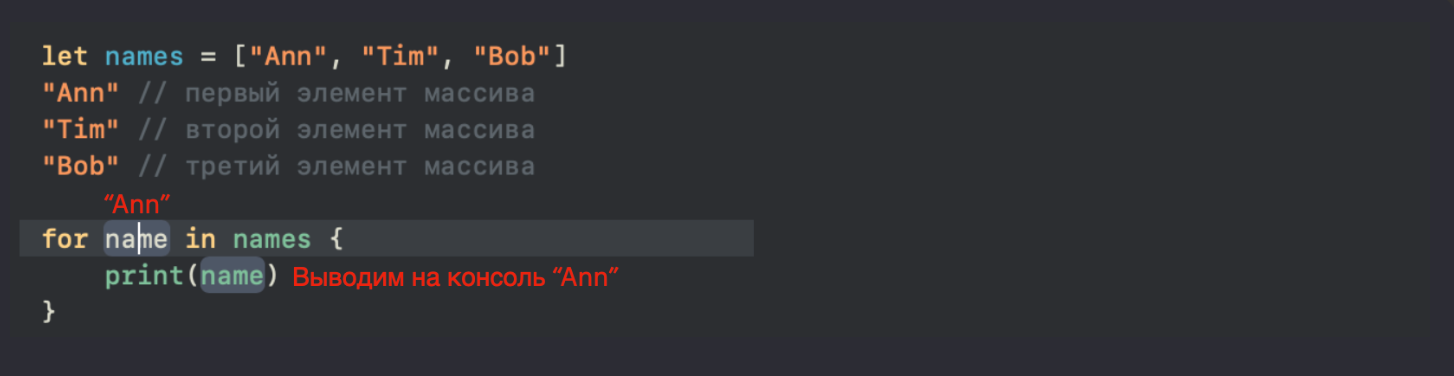 let names = ["Ann", "Tim", "Bob"]
"Ann" // первый элемент массива
"Tim" // второй элемент массива
"Bob" // третий элемент массива
“Ann”
for name in names {
print(name) Выводим на консоль “Ann”
}